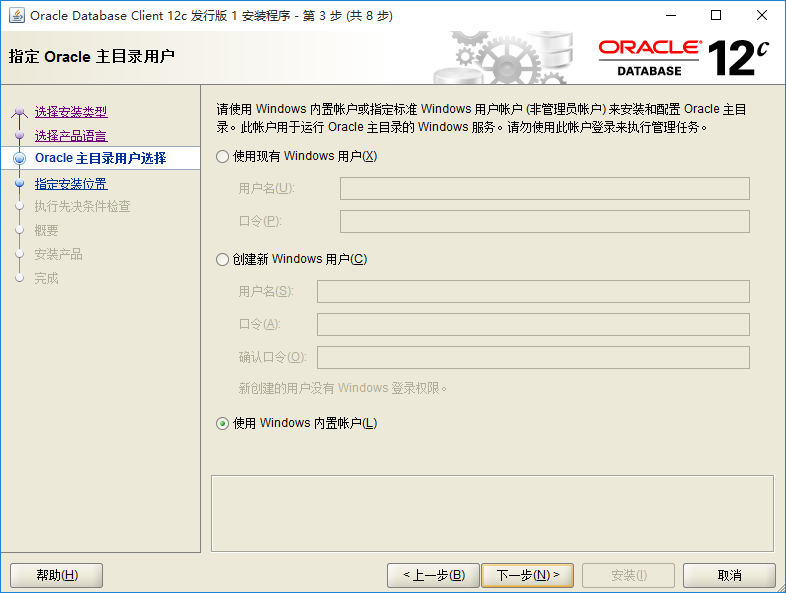 Oracle Database Client 12c 发行版 1 安装程序 - 第 3 步 (共 8 步)
指定 Oracle 主目录用户
ORACLE®
DATABASE
12c
选择安装类型
选择产品语言
Oracle 主目录用户选择
指定安装位置
执行先决条件检查
概要
安装产品
完成
请使用 Windows 内置帐户或指定标准 Windows 用户帐户 (非管理员帐户) 来安装和配置 Oracle 主目
录。此帐户用于运行 Oracle 主目录的 Windows 服务。请勿使用此帐户登录来执行管理任务。
使用现有 Windows 用户(X)
用户名(U):
口令(P):
创建新 Windows 用户(C)
用户名(S):
口令(A):
确认口令(O):
新创建的用户没有 Windows 登录权限。
使用 Windows 内置帐户(L)
帮助(H)
< 上一步(B)
下一步(N) >
安装(I)
取消